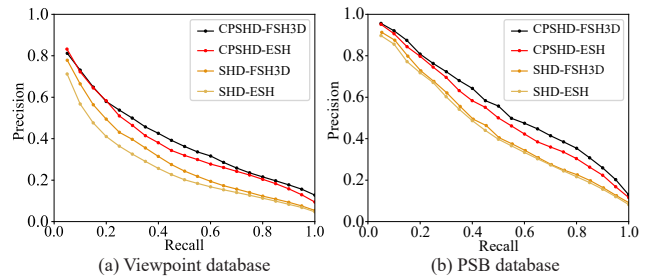 1.0
0.8
0.6
0.4
0.2
0.0
Precision
CPSHD-FSH3D
CPSHD-ESH
SHD-FSH3D
SHD-ESH
0.0 0.2 0.4 0.6 0.8 1.0
Recall
(a) Viewpoint database
1.0
0.8
0.6
0.4
0.2
0.0
Precision
CPSHD-FSH3D
CPSHD-ESH
SHD-FSH3D
SHD-ESH
0.0 0.2 0.4 0.6 0.8 1.0
Recall
(b) PSB database